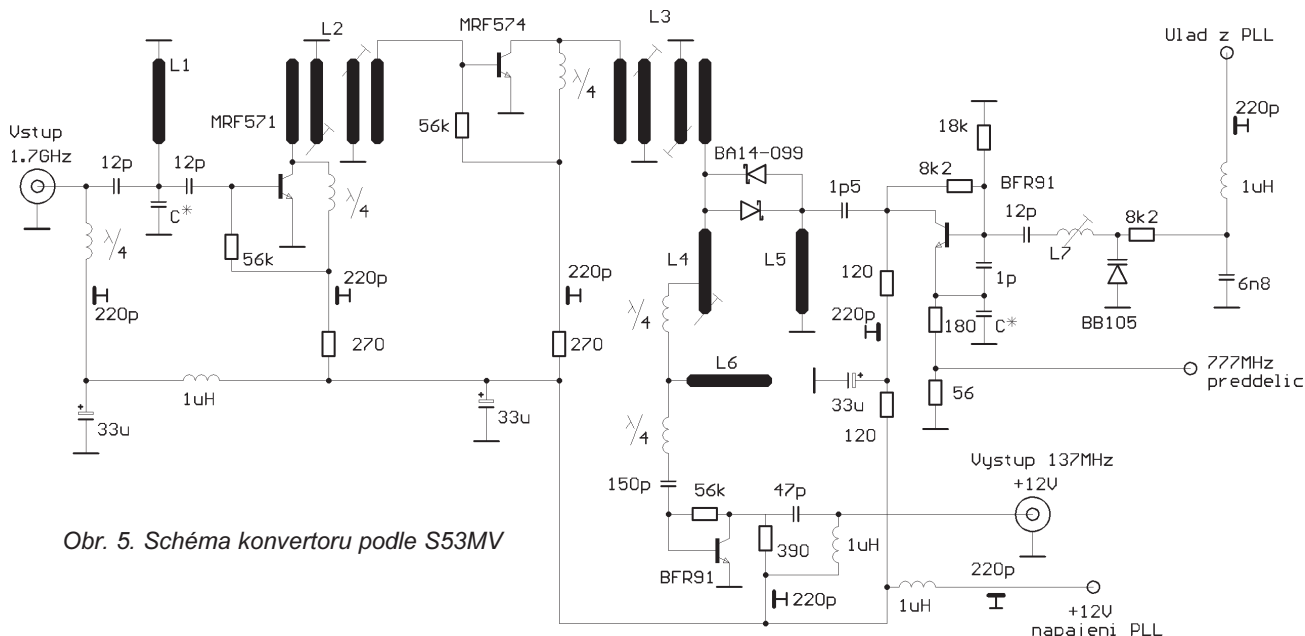 L3
MRF574
L2
Ulad z PLL
L1
λ/4
220p
MRF571
56k
18k
Vstup
1.7GHz
BA14-099
8k2
BFR91
1uH
12p
12p
1p5
12p
8k2
λ/4
C*
L7
λ/4
56k
L4
L5
1p
6n8
220p
220p
120
220p
220p
C*
BB105
λ/4
180
270
270
L6
777MHz
preddelic
1uH
33u
56
33u
33u
120
λ/4
Vystup 137MHz
+12V
150p
56k
47p
Obr. 5. Schéma konvertoru podle S53MV
390
1uH
BFR91
220p
220p
1uH
+12V
napajeni PLL